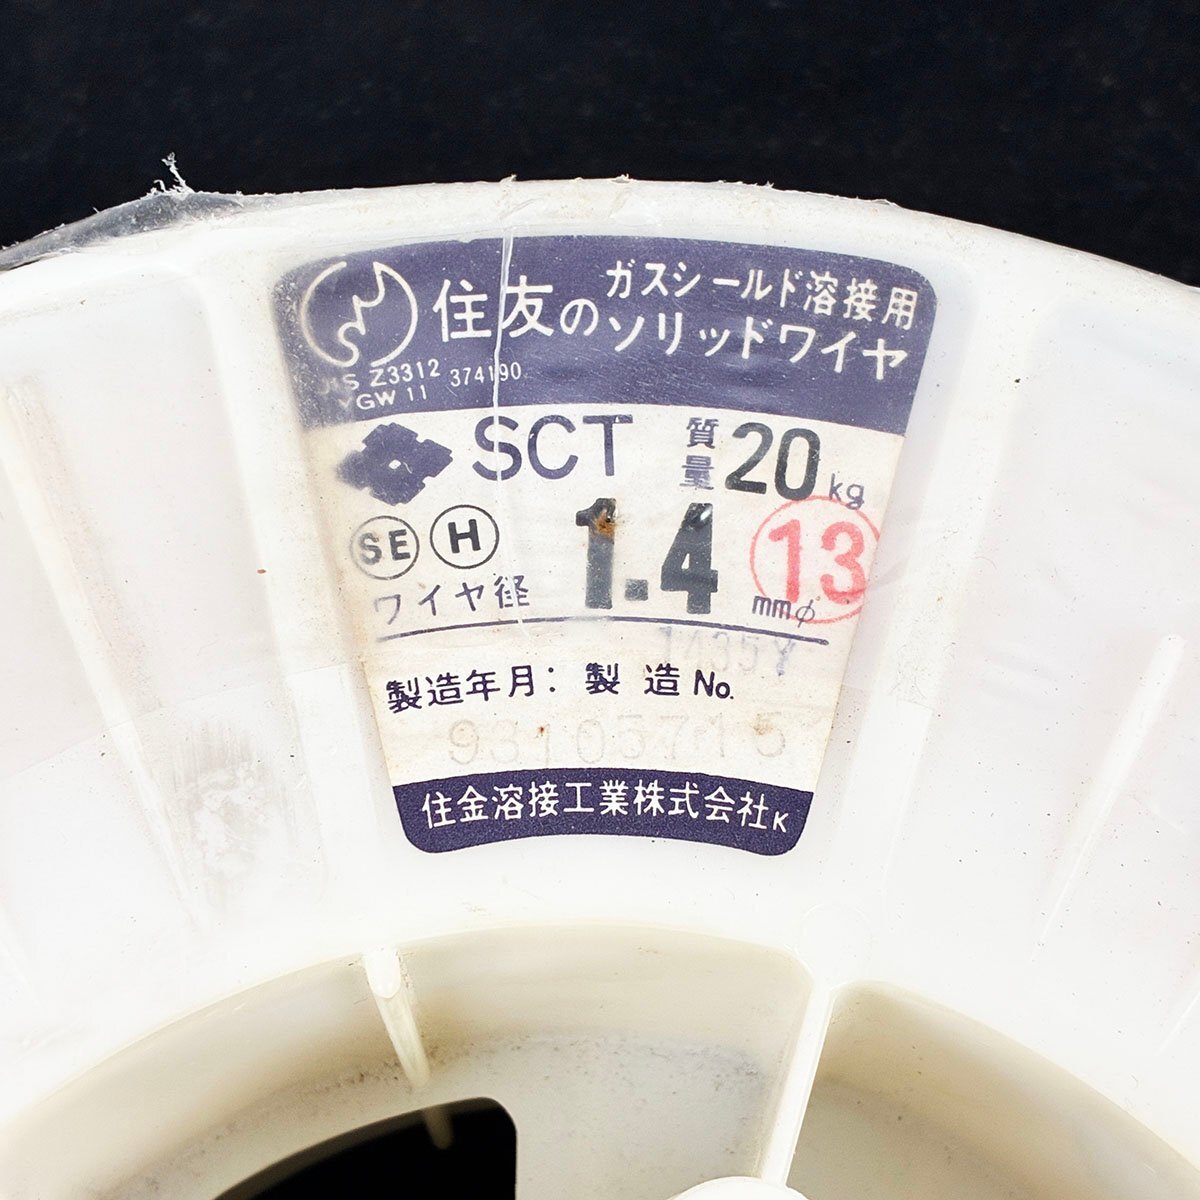 住友の
ガスシールド溶接用
ソリッドワイヤ
JIS Z3312 374190
YGW 11
SCT 質量 20 kg
SE H 1.4 13
ワイヤ径 mmφ
1435Y
製造年月: 製造 No.
93105715
住金溶接工業株式会社 K